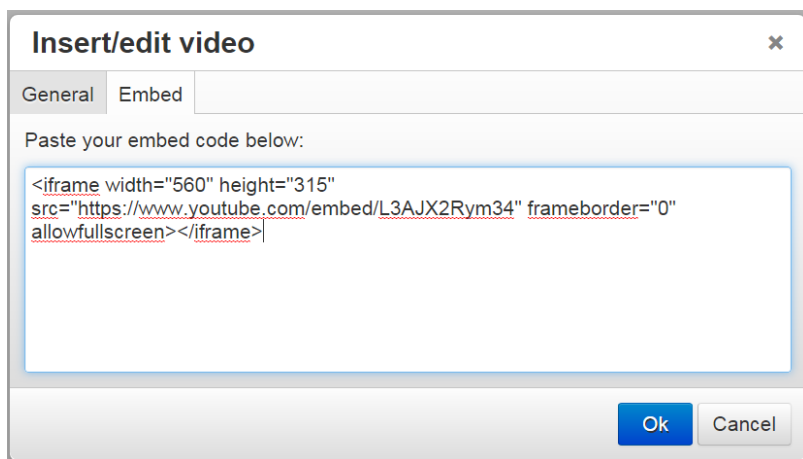 Insert/edit video
General Embed
Paste your embed code below:
<iframe width="560" height="315"
src="https://www.youtube.com/embed/L3AJX2Rym34" frameborder="0"
allowfullscreen></iframe>
Ok Cancel